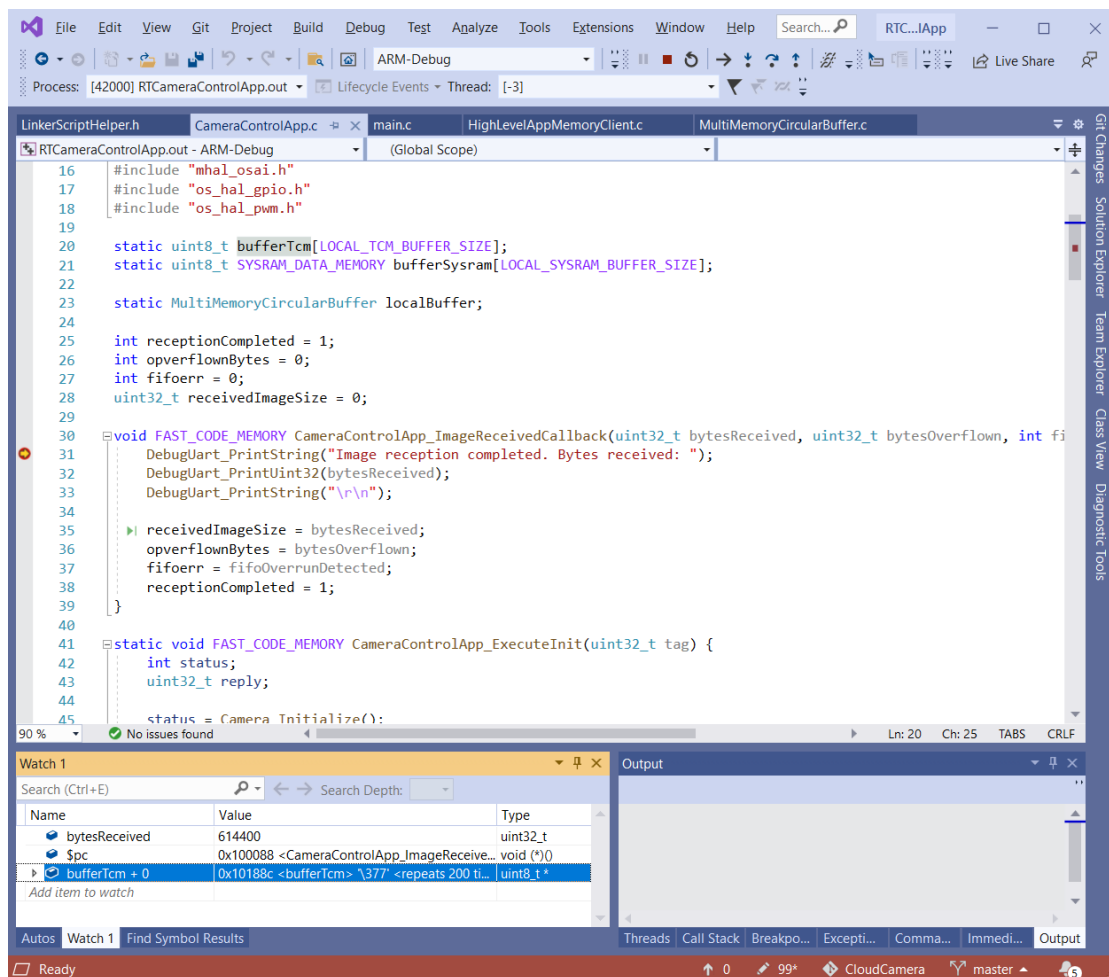 File Edit View Git Project Build Debug Test Analyze Tools Extensions Window Help Search... RTC...lApp
ARM-Debug Live Share
Process: [42000] RTCameraControlApp.out Lifecycle Events Thread: [-3]
LinkerScriptHelper.h CameraControlApp.c main.c HighLevelAppMemoryClient.c MultiMemoryCircularBuffer.c
RTCameraControlApp.out - ARM-Debug (Global Scope)
16 #include "mhal_osai.h"
17 #include "os_hal_gpio.h"
18 #include "os_hal_pwm.h"
19
20 static uint8_t bufferTcm[LOCAL_TCM_BUFFER_SIZE];
21 static uint8_t SYSRAM_DATA_MEMORY bufferSysram[LOCAL_SYSRAM_BUFFER_SIZE];
22
23 static MultiMemoryCircularBuffer localBuffer;
24
25 int receptionCompleted = 1;
26 int opverflownBytes = 0;
27 int fifoerr = 0;
28 uint32_t receivedImageSize = 0;
29
30 void FAST_CODE_MEMORY CameraControlApp_ImageReceivedCallback(uint32_t bytesReceived, uint32_t bytesOverflown, int fi
31 DebugUart_PrintString("Image reception completed. Bytes received: ");
32 DebugUart_PrintUint32(bytesReceived);
33 DebugUart_PrintString("\r\n");
34
35 receivedImageSize = bytesReceived;
36 opverflownBytes = bytesOverflown;
37 fifoerr = fifoOverrunDetected;
38 receptionCompleted = 1;
39 }
40
41 static void FAST_CODE_MEMORY CameraControlApp_ExecuteInit(uint32_t tag) {
42 int status;
43 uint32_t reply;
44
45 status = Camera_Initialize();
90 % No issues found Ln: 20 Ch: 25 TABS CRLF
Git Changes
Solution Explorer
Team Explorer
Class View
Diagnostic Tools
Watch 1
Search (Ctrl+E) Search Depth:
Name Value Type
bytesReceived 614400 uint32_t
$pc 0x100088 <CameraControlApp_ImageReceive... void (*)()
bufferTcm + 0 0x10188c <bufferTcm> '\377' <repeats 200 ti... uint8_t *
Add item to watch
Autos Watch 1 Find Symbol Results
Output
Threads Call Stack Breakpo... Excepti... Comma... Immedi... Output
Ready 0 99* CloudCamera master 5